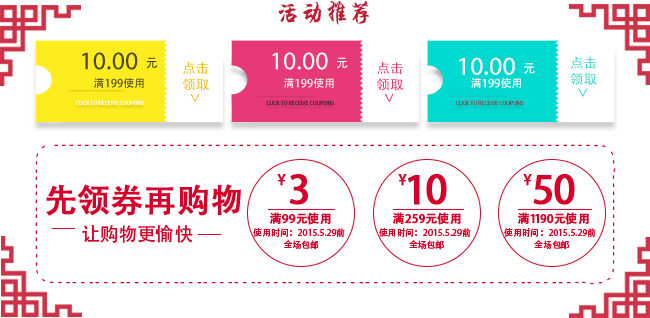 活动推荐
10.00 元
满199使用
CLICK TO RECEIVE COUPONS
点击
领取
10.00 元
满199使用
CLICK TO RECEIVE COUPONS
点击
领取
10.00 元
满199使用
CLICK TO RECEIVE COUPONS
点击
领取
先领券再购物
让购物更愉快
¥3
满99元使用
使用时间：2015.5.29前
全场包邮
¥10
满259元使用
使用时间：2015.5.29前
全场包邮
¥50
满1190元使用
使用时间：2015.5.29前
全场包邮